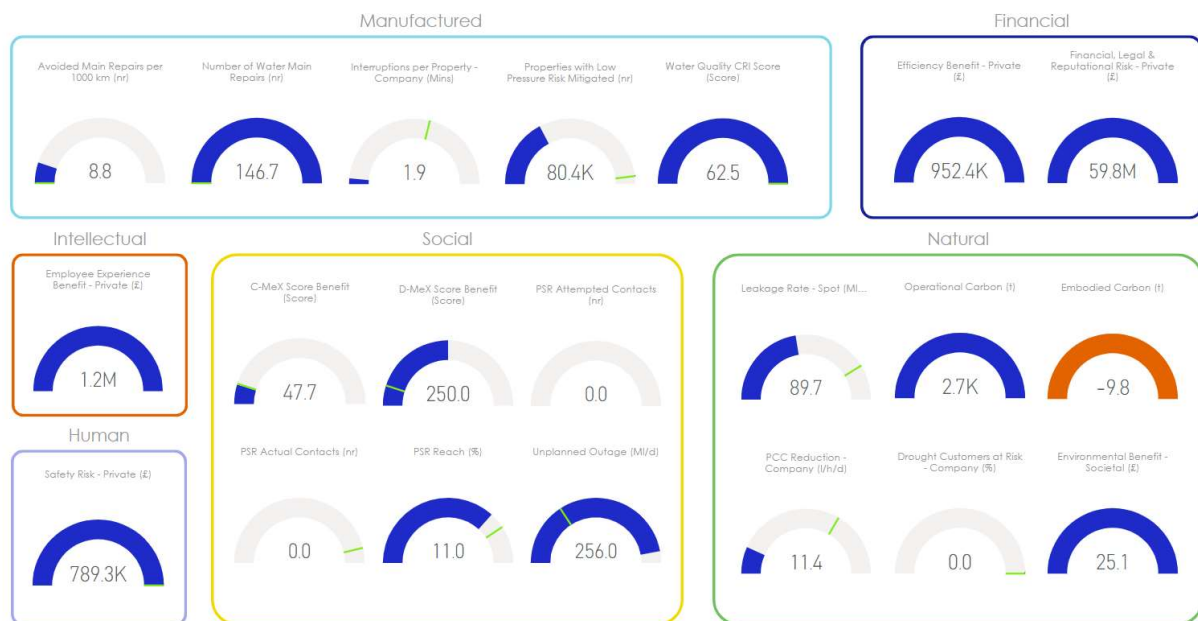 Manufactured
Financial
Avoided Main Repairs per
1000 km (nr)
8.8
Number of Water Main
Repairs (nr)
146.7
Interruptions per Property -
Company (Mins)
1.9
Properties with Low
Pressure Risk Mitigated (nr)
80.4K
Water Quality CRI Score
(Score)
62.5
Efficiency Benefit - Private
(£)
952.4K
Financial, Legal &
Reputational Risk - Private
(£)
59.8M
Intellectual
Social
Natural
Employee Experience
Benefit - Private (£)
1.2M
C-MeX Score Benefit
(Score)
47.7
D-MeX Score Benefit
(Score)
250.0
PSR Attempted Contacts
(nr)
0.0
Leakage Rate - Spot (Ml...
89.7
Operational Carbon (t)
2.7K
Embodied Carbon (t)
-9.8
Human
Safety Risk - Private (£)
789.3K
PSR Actual Contacts (nr)
0.0
PSR Reach (%)
11.0
Unplanned Outage (Ml/d)
256.0
PCC Reduction -
Company (l/h/d)
11.4
Drought Customers at Risk
- Company (%)
0.0
Environmental Benefit -
Societal (£)
25.1